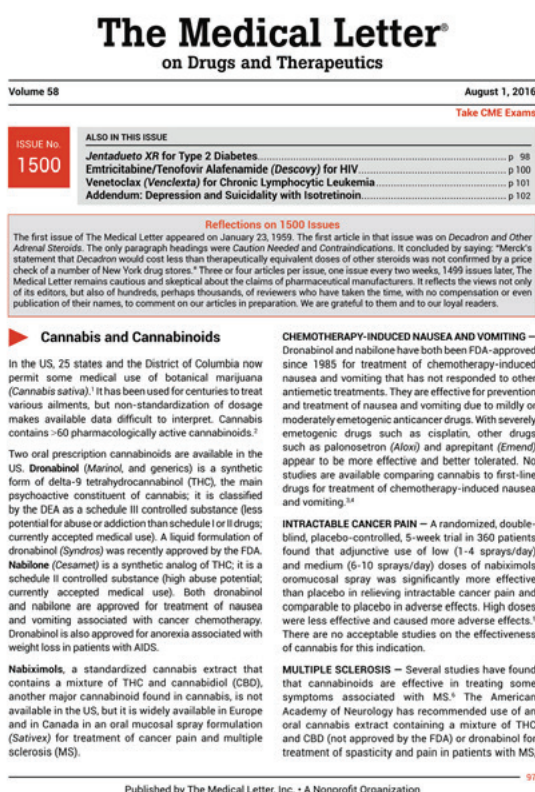 The Medical Letter®
on Drugs and Therapeutics
Volume 58
August 1, 2016
Take CME Exams
ISSUE No.
1500
ALSO IN THIS ISSUE
Jentadueto XR for Type 2 Diabetes.......... p 98
Emtricitabine/Tenofovir Alafenamide (Descovy) for HIV.......... p 100
Venetoclax (Venclexta) for Chronic Lymphocytic Leukemia.......... p 101
Addendum: Depression and Suicidality with Isotretinoin.......... p 102
Reflections on 1500 Issues
The first issue of The Medical Letter appeared on January 23, 1959. The first article in that issue was on Decadron and Other
Adrenal Steroids. The only paragraph headings were Caution Needed and Contraindications. It concluded by saying: "Merck's
statement that Decadron would cost less than therapeutically equivalent doses of other steroids was not confirmed by a price
check of a number of New York drug stores." Three or four articles per issue, one issue every two weeks, 1499 issues later, The
Medical Letter remains cautious and skeptical about the claims of pharmaceutical manufacturers. It reflects the views not only
of its editors, but also of hundreds, perhaps thousands, of reviewers who have taken the time, with no compensation or even
publication of their names, to comment on our articles in preparation. We are grateful to them and to our loyal readers.
Cannabis and Cannabinoids
In the US, 25 states and the District of Columbia now
permit some medical use of botanical marijuana
(Cannabis sativa).1 It has been used for centuries to treat
various ailments, but non-standardization of dosage
makes available data difficult to interpret. Cannabis
contains >60 pharmacologically active cannabinoids.2
Two oral prescription cannabinoids are available in the
US. Dronabinol (Marinol, and generics) is a synthetic
form of delta-9 tetrahydrocannabinol (THC), the main
psychoactive constituent of cannabis; it is classified
by the DEA as a schedule III controlled substance (less
potential for abuse or addiction than schedule I or II drugs;
currently accepted medical use). A liquid formulation of
dronabinol (Syndros) was recently approved by the FDA.
Nabilone (Cesamet) is a synthetic analog of THC; it is a
schedule II controlled substance (high abuse potential;
currently accepted medical use). Both dronabinol
and nabilone are approved for treatment of nausea
and vomiting associated with cancer chemotherapy.
Dronabinol is also approved for anorexia associated with
weight loss in patients with AIDS.
Nabiximols, a standardized cannabis extract that
contains a mixture of THC and cannabidiol (CBD),
another major cannabinoid found in cannabis, is not
available in the US, but it is widely available in Europe
and in Canada in an oral mucosal spray formulation
(Sativex) for treatment of cancer pain and multiple
sclerosis (MS).
CHEMOTHERAPY-INDUCED NAUSEA AND VOMITING —
Dronabinol and nabilone have both been FDA-approved
since 1985 for treatment of chemotherapy-induced
nausea and vomiting that has not responded to other
antiemetic treatments. They are effective for prevention
and treatment of nausea and vomiting due to mildly or
moderately emetogenic anticancer drugs. With severely
emetogenic drugs such as cisplatin, other drugs
such as palonosetron (Aloxi) and aprepitant (Emend)
appear to be more effective and better tolerated. No
studies are available comparing cannabis to first-line
drugs for treatment of chemotherapy-induced nausea
and vomiting.3,4
INTRACTABLE CANCER PAIN — A randomized, double-
blind, placebo-controlled, 5-week trial in 360 patients
found that adjunctive use of low (1-4 sprays/day)
and medium (6-10 sprays/day) doses of nabiximols
oromucosal spray was significantly more effective
than placebo in relieving intractable cancer pain and
comparable to placebo in adverse effects. High doses
were less effective and caused more adverse effects.
There are no acceptable studies on the effectiveness
of cannabis for this indication.
MULTIPLE SCLEROSIS — Several studies have found
that cannabinoids are effective in treating some
symptoms associated with MS.6 The American
Academy of Neurology has recommended use of an
oral cannabis extract containing a mixture of THC
and CBD (not approved by the FDA) or dronabinol for
treatment of spasticity and pain in patients with MS,
97
Published by The Medical Letter, Inc. • A Nonprofit Organization